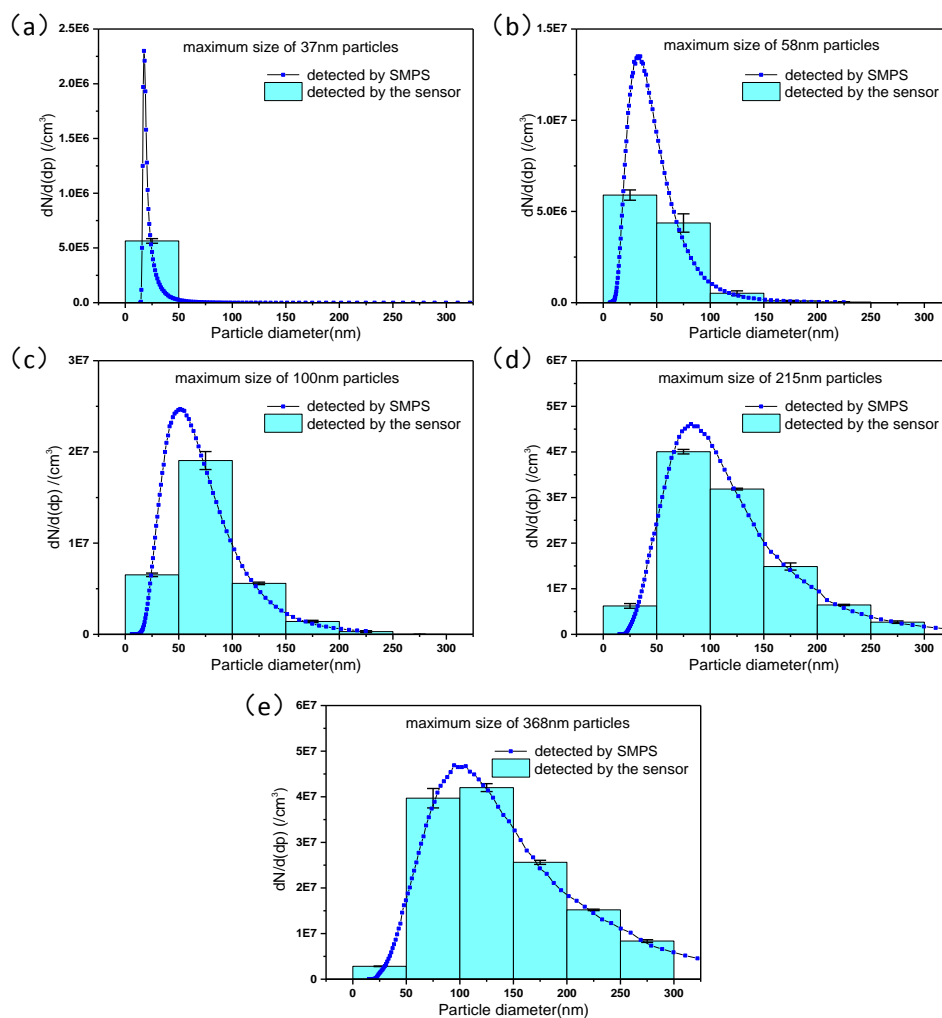 (a)
maximum size of 37nm particles
detected by SMPS
detected by the sensor
dN/d(dp) (/cm³)
2.5E6
2.0E6
1.5E6
1.0E6
5.0E5
0.0
0 50 100 150 200 250 300
Particle diameter(nm)
(b)
maximum size of 58nm particles
detected by SMPS
detected by the sensor
dN/d(dp) (/cm³)
1.5E7
1.0E7
5.0E6
0.0
0 50 100 150 200 250 300
Particle diameter(nm)
(c)
maximum size of 100nm particles
detected by SMPS
detected by the sensor
dN/d(dp) /(cm³)
3E7
2E7
1E7
0
0 50 100 150 200 250 300
Particle diameter(nm)
(d)
maximum size of 215nm particles
detected by SMPS
detected by the sensor
dN/d(dp) (/cm³)
6E7
5E7
4E7
3E7
2E7
1E7
0
0 50 100 150 200 250 300
Particle diameter(nm)
(e)
maximum size of 368nm particles
detected by SMPS
detected by the sensor
dN/d(dp) (/cm³)
6E7
5E7
4E7
3E7
2E7
1E7
0
0 50 100 150 200 250 300
Particle diameter(nm)